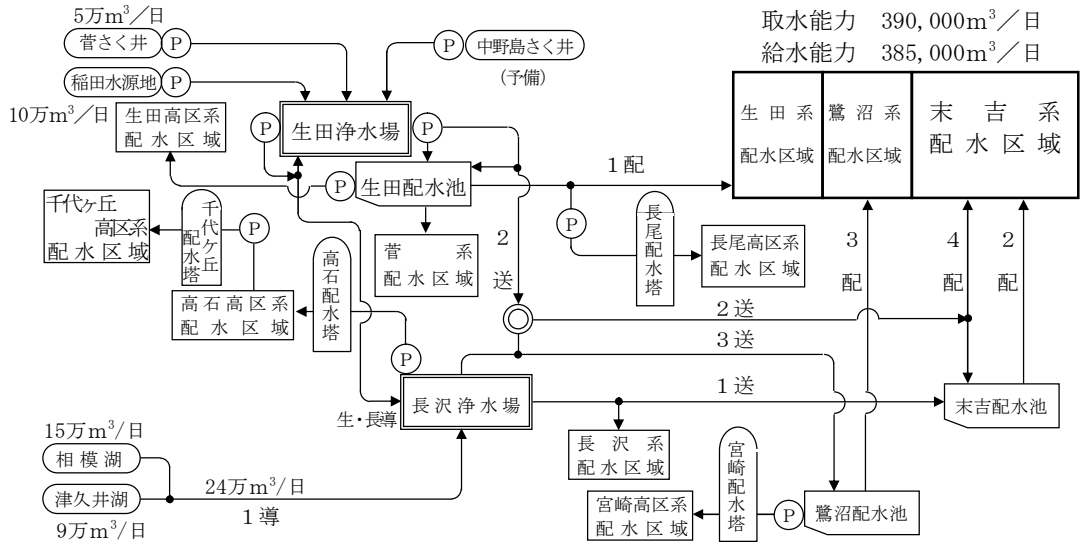 5万m³／日
菅さく井
P
P
中野島さく井
(予備)
稲田水源地
P
10万m³／日
取水能力 390,000m³／日
給水能力 385,000m³／日
生田高区系
配水区域
P
生田浄水場
P
生田系
配水区域
鷺沼系
配水区域
末吉系
配水区域
P
生田配水池
1配
千代ヶ丘
高区系
配水区域
千代ヶ丘配水塔
P
菅系
配水区域
2送
P
長尾配水塔
長尾高区系
配水区域
3配
4配
2配
高石高区系
配水区域
高石配水塔
P
2送
3送
長沢浄水場
生・長導
1送
末吉配水池
15万m³/日
相模湖
津久井湖
9万m³/日
24万m³/日
1導
長沢系
配水区域
宮崎高区系
配水区域
宮崎配水塔
P
鷺沼配水池